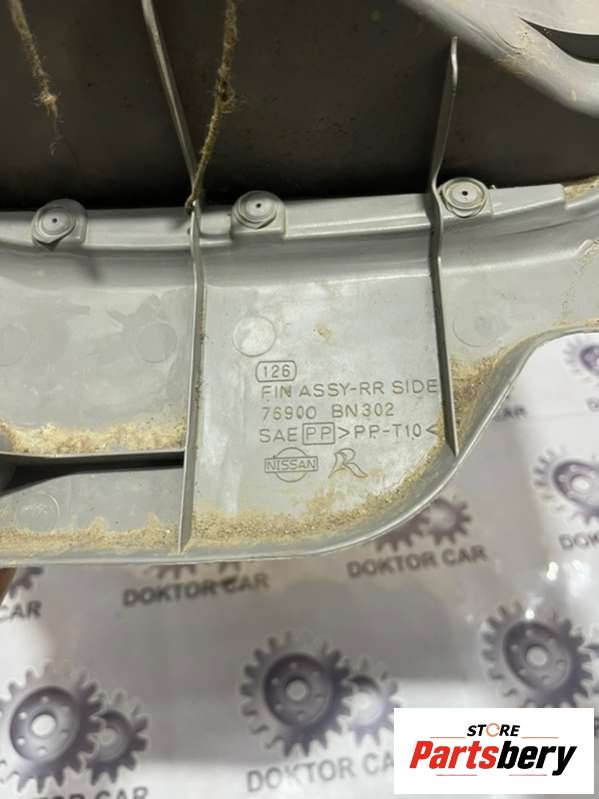 126
FIN ASSY-RR SIDE
76900 BN302
SAE PP >PP-T10<
NISSAN R
DOKTOR CAR
DOKTOR CAR
DOKTOR CAR
STORE
Partsbery